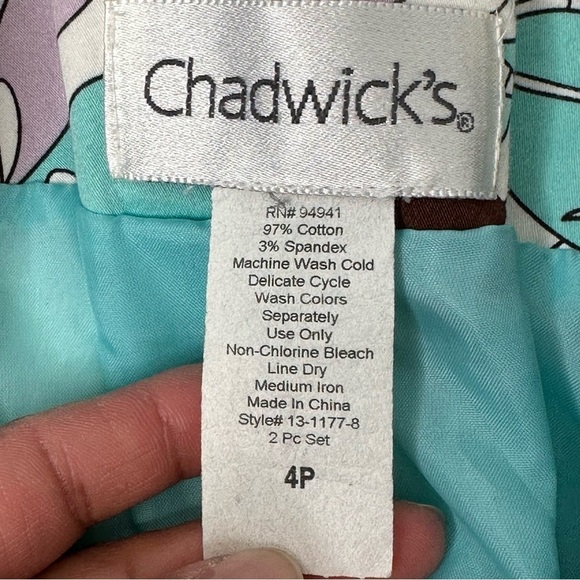 Chadwick's®
RN# 94941
97% Cotton
3% Spandex
Machine Wash Cold
Delicate Cycle
Wash Colors
Separately
Use Only
Non-Chlorine Bleach
Line Dry
Medium Iron
Made In China
Style# 13-1177-8
2 Pc Set
4P